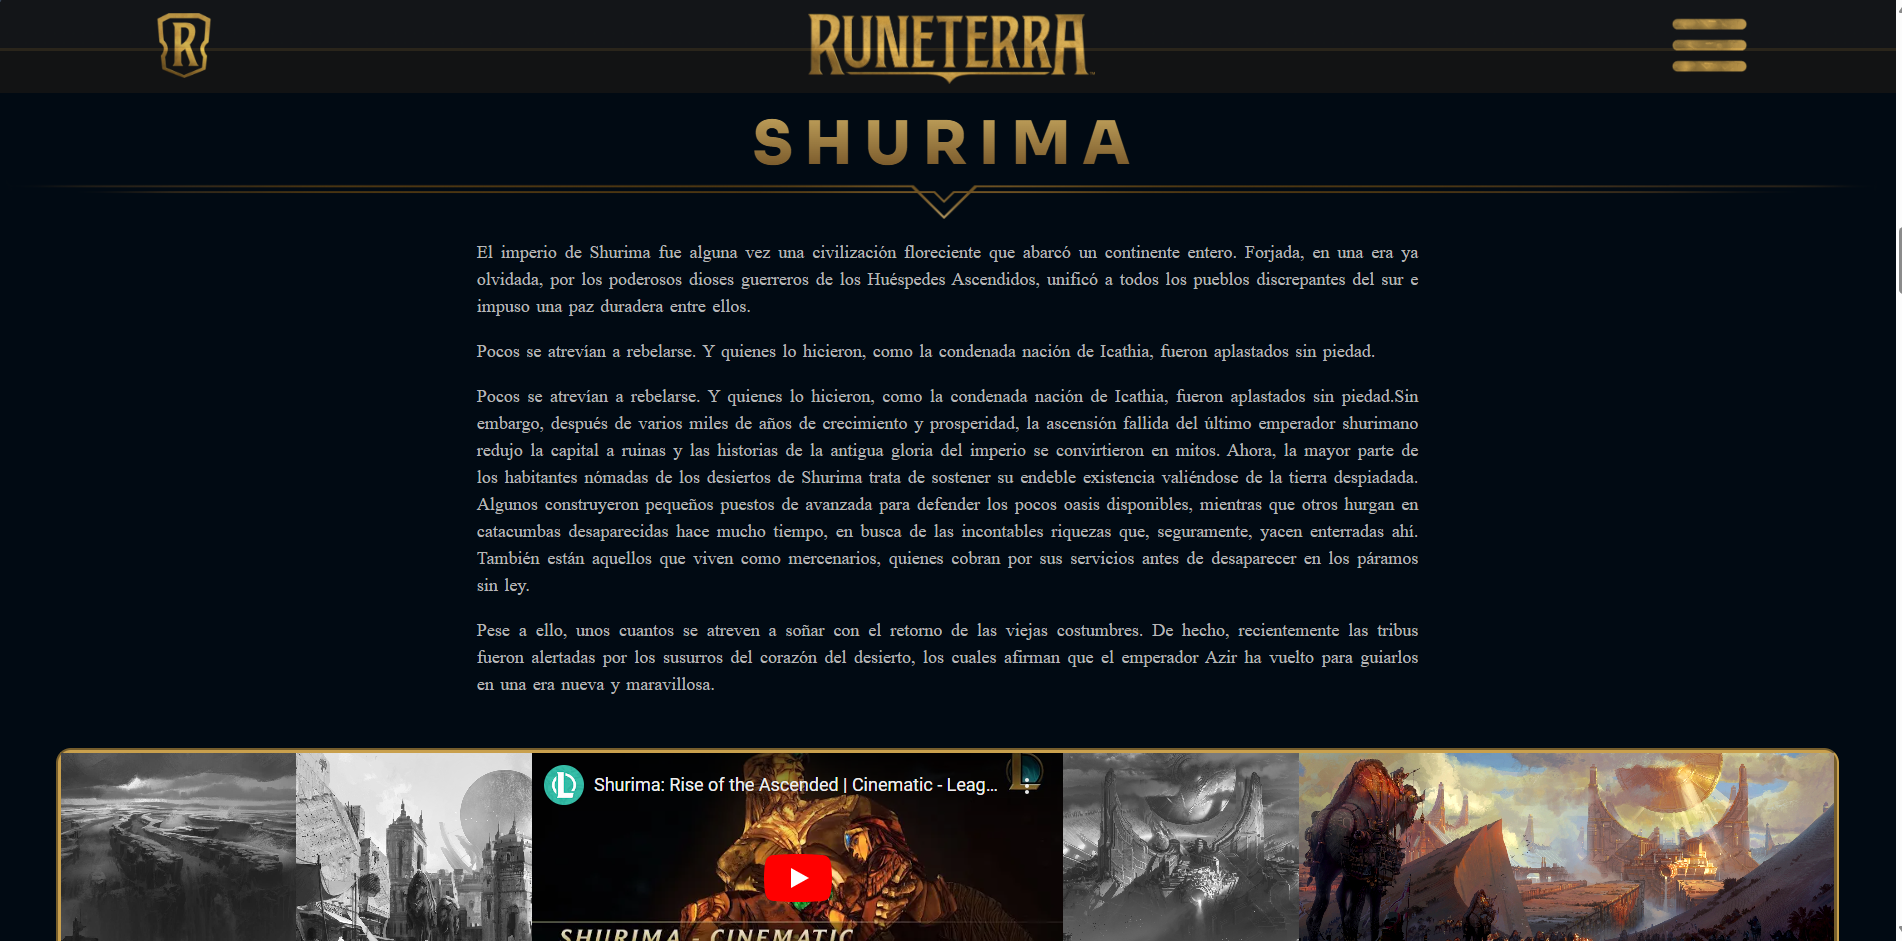 R
RUNETERRA
SHURIMA
El imperio de Shurima fue alguna vez una civilización floreciente que abarcó un continente entero. Forjada, en una era ya
olvidada, por los poderosos dioses guerreros de los Huéspedes Ascendidos, unificó a todos los pueblos discrepantes del sur e
impuso una paz duradera entre ellos.
Pocos se atrevían a rebelarse. Y quienes lo hicieron, como la condenada nación de Icathia, fueron aplastados sin piedad.
Pocos se atrevían a rebelarse. Y quienes lo hicieron, como la condenada nación de Icathia, fueron aplastados sin piedad.Sin
embargo, después de varios miles de años de crecimiento y prosperidad, la ascensión fallida del último emperador shurimano
redujo la capital a ruinas y las historias de la antigua gloria del imperio se convirtieron en mitos. Ahora, la mayor parte de
los habitantes nómadas de los desiertos de Shurima trata de sostener su endeble existencia valiéndose de la tierra despiadada.
Algunos construyeron pequeños puestos de avanzada para defender los pocos oasis disponibles, mientras que otros hurgan en
catacumbas desaparecidas hace mucho tiempo, en busca de las incontables riquezas que, seguramente, yacen enterradas ahí.
También están aquellos que viven como mercenarios, quienes cobran por sus servicios antes de desaparecer en los páramos
sin ley.
Pese a ello, unos cuantos se atreven a soñar con el retorno de las viejas costumbres. De hecho, recientemente las tribus
fueron alertadas por los susurros del corazón del desierto, los cuales afirman que el emperador Azir ha vuelto para guiarlos
en una era nueva y maravillosa.
Shurima: Rise of the Ascended | Cinematic - Leag...
SHURIMA - CINEMATIC